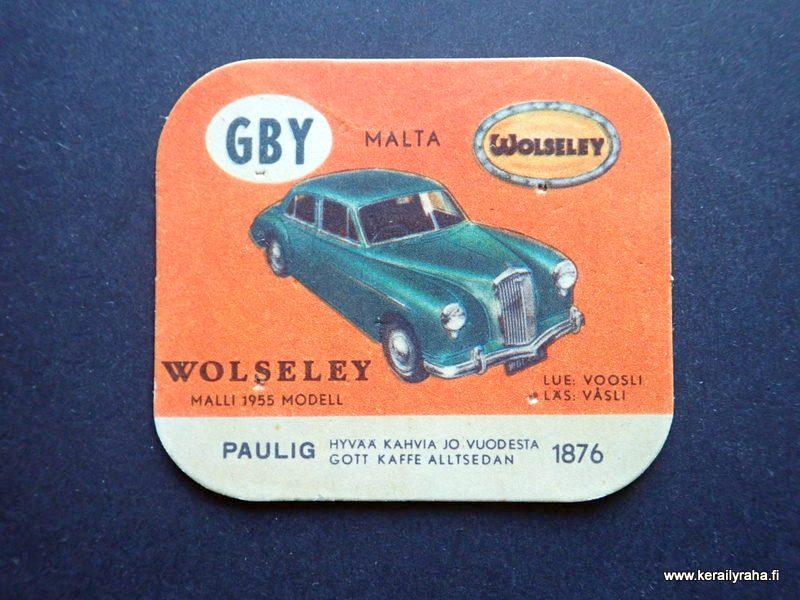 GBY
MALTA
WOLSELEY
WOLSELEY
MALLI 1955 MODELL
LUE: VOOSLI
LÄS: VÅSLI
PAULIG
HYVÄÄ KAHVIA JO VUODESTA
GOTT KAFFE ALLTSEDAN
1876
www.kerailyraha.fi